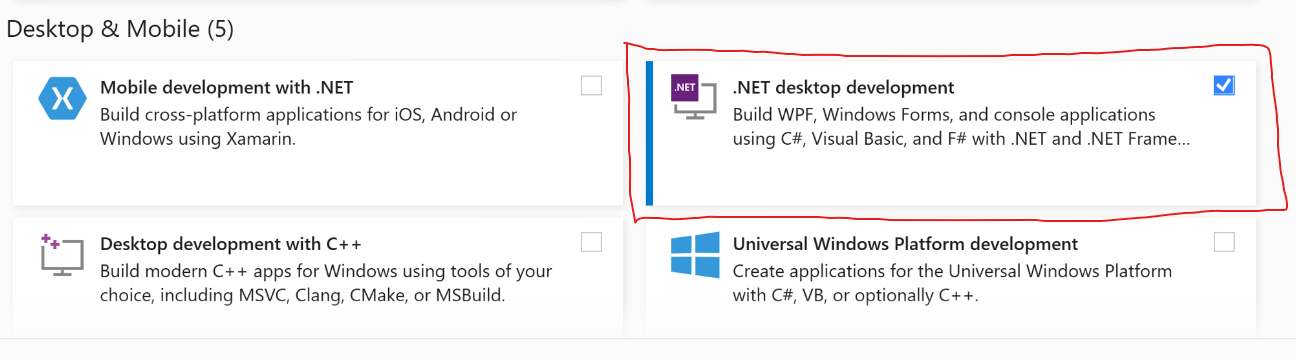 Desktop & Mobile (5)
Mobile development with .NET
Build cross-platform applications for iOS, Android or
Windows using Xamarin.
.NET
.NET desktop development
Build WPF, Windows Forms, and console applications
using C#, Visual Basic, and F# with .NET and .NET Frame...
Desktop development with C++
Build modern C++ apps for Windows using tools of your
choice, including MSVC, Clang, CMake, or MSBuild.
Universal Windows Platform development
Create applications for the Universal Windows Platform
with C#, VB, or optionally C++.